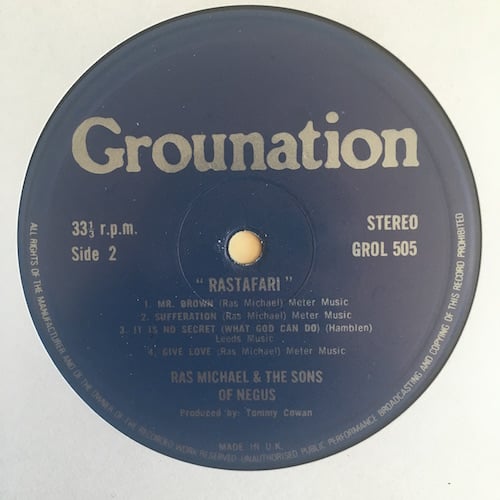 Grounation
33⅓ r.p.m.
Side 2
STEREO
GROL 505
" RASTAFARI "
1. MR. BROWN (Ras Michael) Meter Music
2. SUFFERATION (Ras Michael) Meter Music
3. IT IS NO SECRET (WHAT GOD CAN DO) (Hamblen)
Leeds Music
4. GIVE LOVE (Ras Michael) Meter Music
RAS MICHAEL & THE SONS
OF NEGUS
Produced by: Tommy Cowan
MADE IN U.K.
ALL RIGHTS OF THE MANUFACTURER AND OF THE OWNER OF THE RECORDED WORK RESERVED UNAUTHORISED PUBLIC PERFORMANCE BROADCASTING AND COPYING OF THIS RECORD PROHIBITED